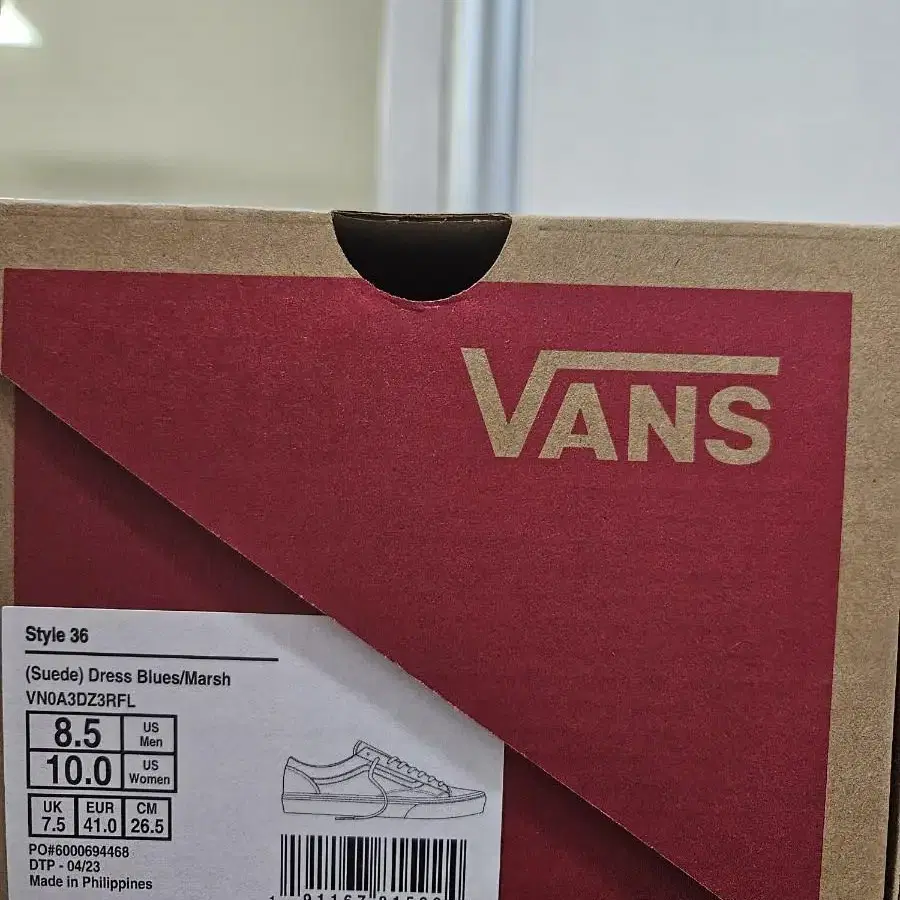 VANS
Style 36
(Suede) Dress Blues/Marsh
VN0A3DZ3RFL
8.5 US Men
10.0 US Women
UK EUR CM
7.5 41.0 26.5
PO#6000694468
DTP - 04/23
Made in Philippines